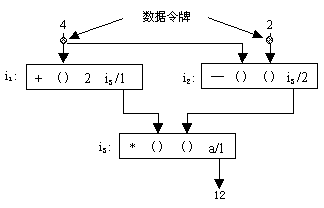 数据令牌
4 2
i₁: + () 2 i₃/1
i₂: — () () i₃/2
i₃: * () () a/1
12